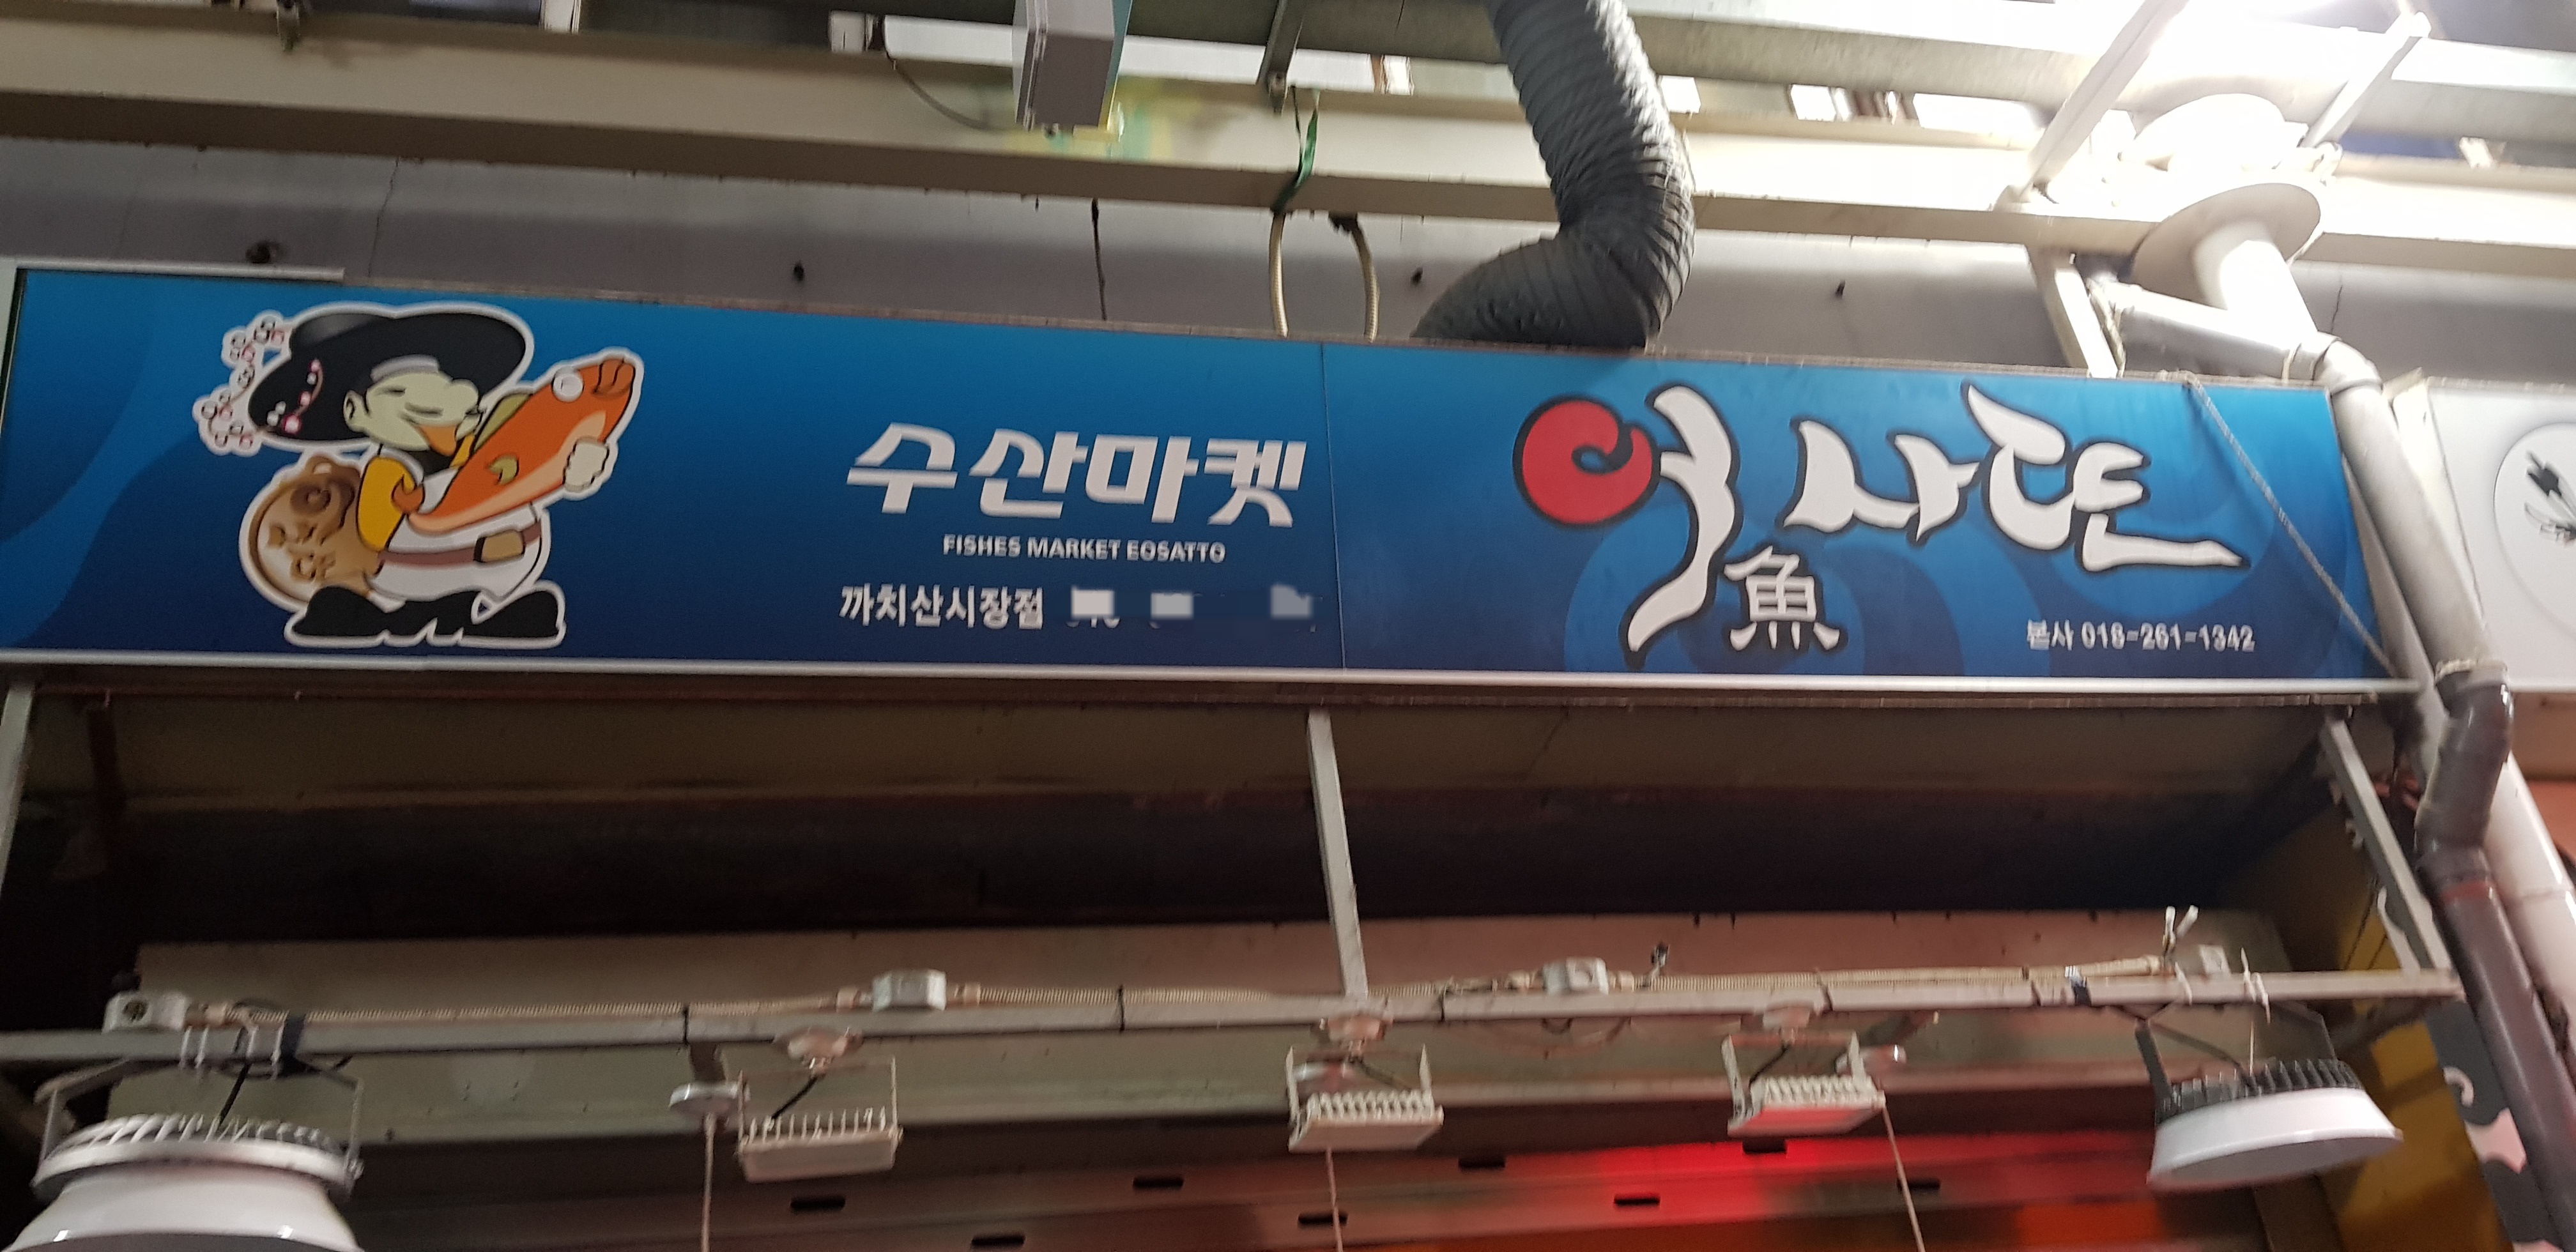 수산마켓
FISHES MARKET EOSATTO
까치산시장점
어사또
魚
본사 018-261-1342